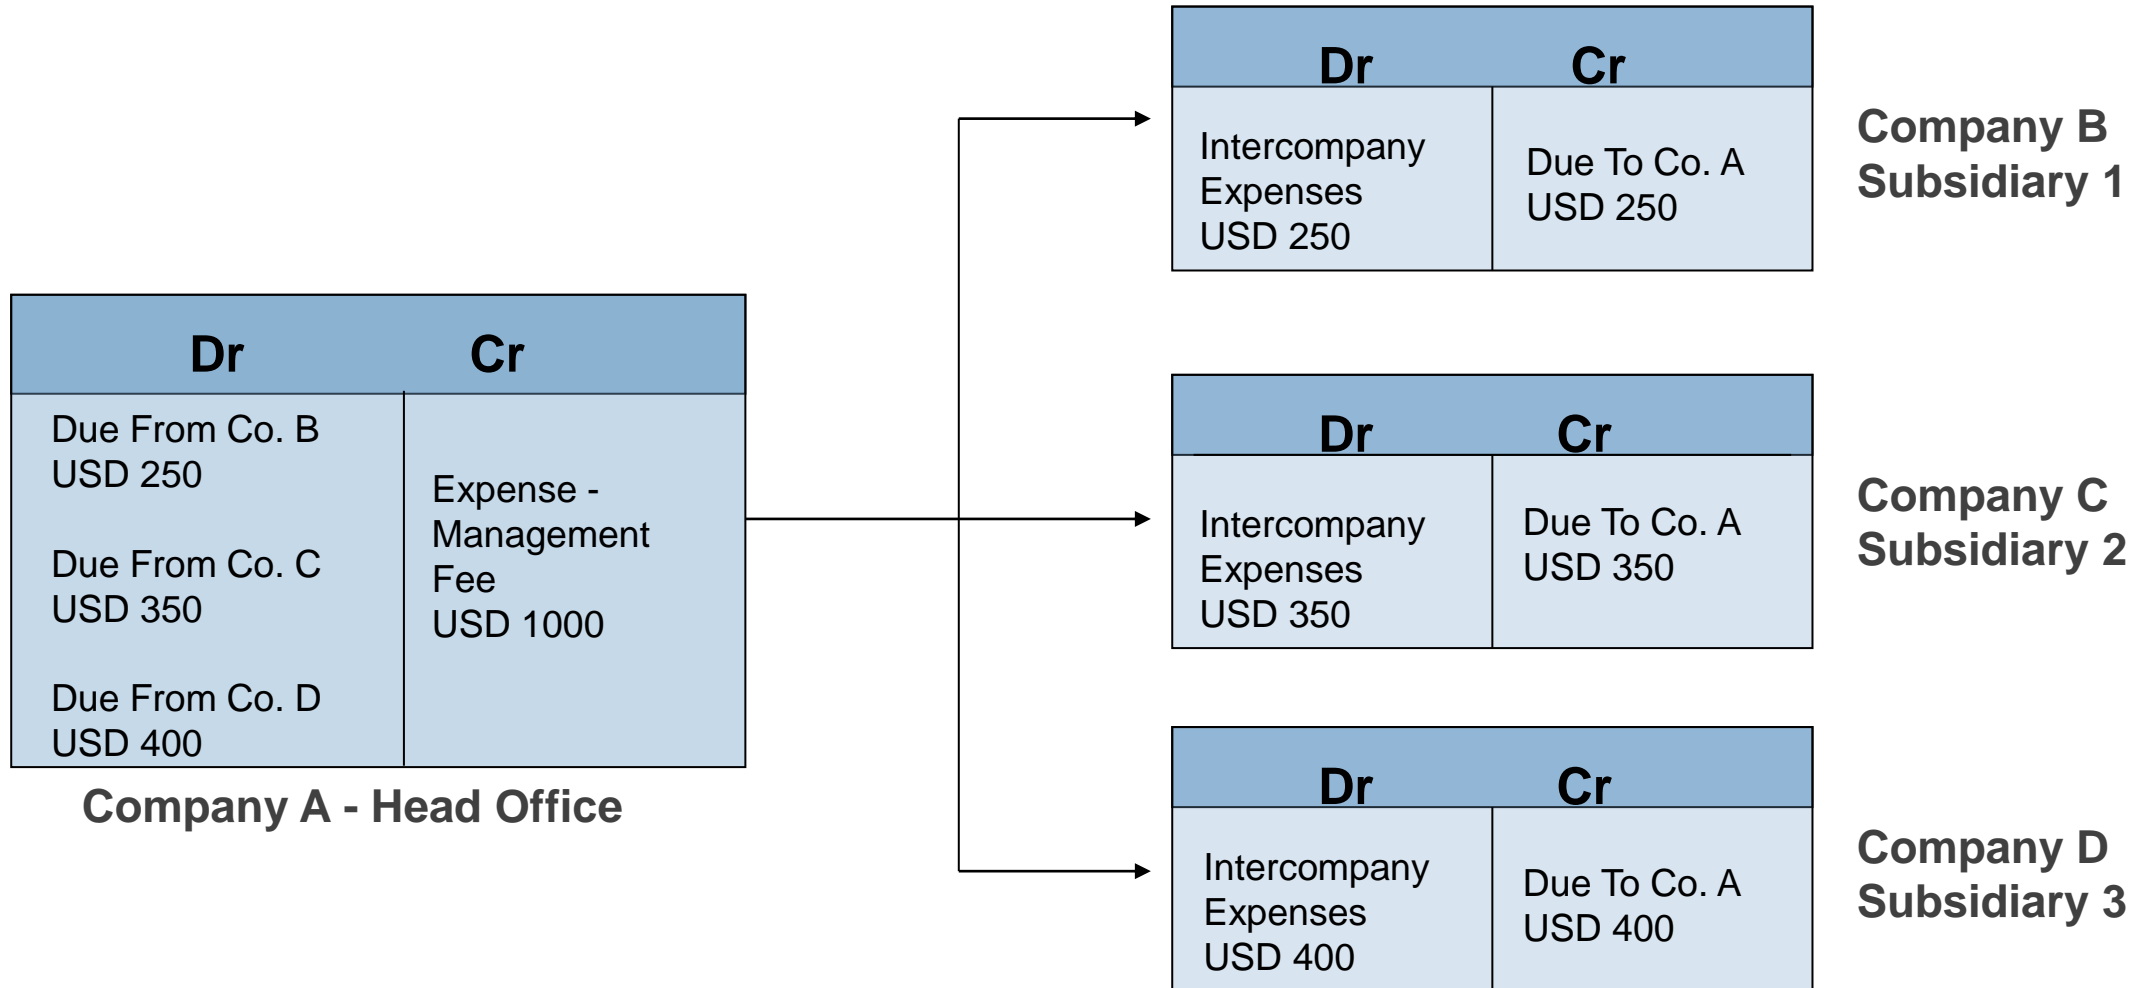 Dr Cr
Due From Co. B
USD 250
Due From Co. C
USD 350
Due From Co. D
USD 400
Expense -
Management
Fee
USD 1000
Company A - Head Office
Dr Cr
Intercompany
Expenses
USD 250
Due To Co. A
USD 250
Company B
Subsidiary 1
Dr Cr
Intercompany
Expenses
USD 350
Due To Co. A
USD 350
Company C
Subsidiary 2
Dr Cr
Intercompany
Expenses
USD 400
Due To Co. A
USD 400
Company D
Subsidiary 3